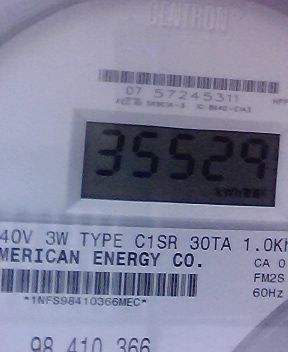 CENTRON
07 57245311
35529
kWh
40V 3W TYPE C1SR 30TA 1.0Kh
MERICAN ENERGY CO.
CA 0
FM2S
60Hz
*1NFS98410366MEC*
98 410 366